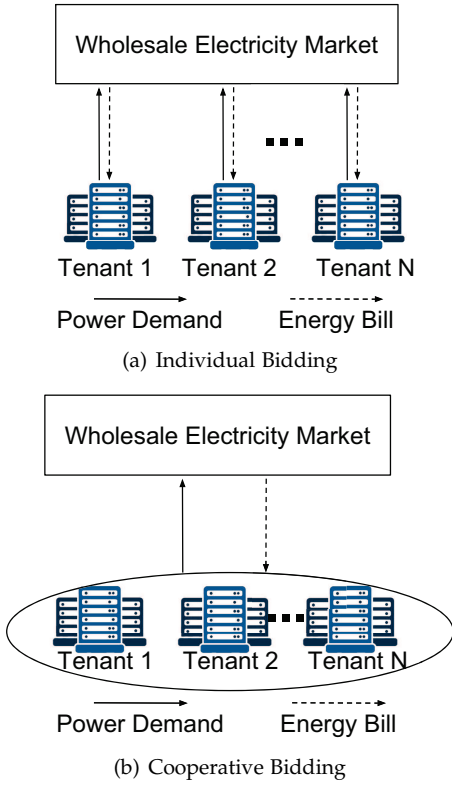 Wholesale Electricity Market
Tenant 1 Tenant 2 Tenant N
Power Demand Energy Bill
(a) Individual Bidding
Wholesale Electricity Market
Tenant 1 Tenant 2 Tenant N
Power Demand Energy Bill
(b) Cooperative Bidding